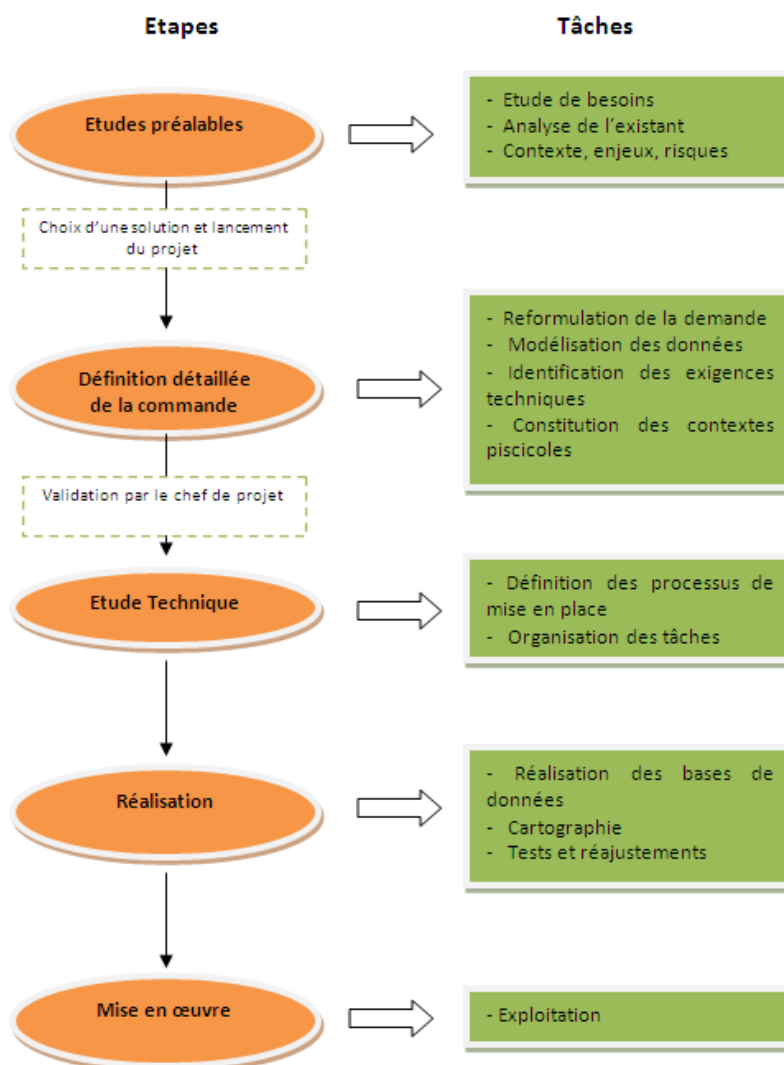 Etapes
Tâches
Etudes préalables
- Etude de besoins
- Analyse de l'existant
- Contexte, enjeux, risques
Choix d'une solution et lancement
du projet
Définition détaillée
de la commande
- Reformulation de la demande
- Modélisation des données
- Identification des exigences
techniques
- Constitution des contextes
piscicoles
Validation par le chef de projet
Etude Technique
- Définition des processus de
mise en place
- Organisation des tâches
Réalisation
- Réalisation des bases de
données
- Cartographie
- Tests et réajustements
Mise en œuvre
- Exploitation